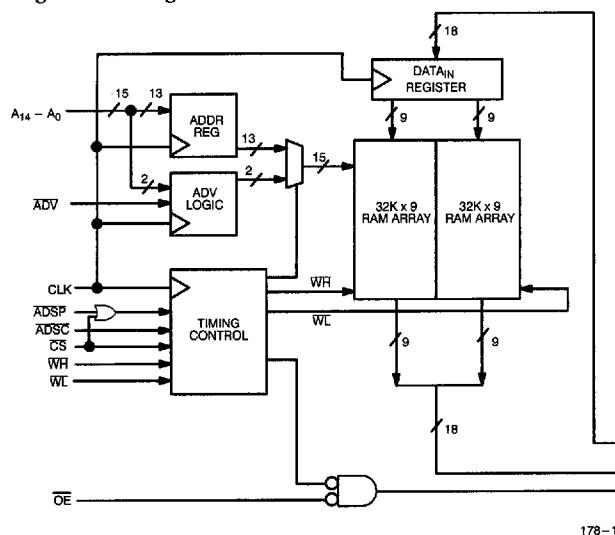 18
DATAIN
REGISTER
15
13
A14 – A0
ADDR
REG
13
9
9
15
2
ADV
LOGIC
2
ADV
32K x 9
RAM ARRAY
32K x 9
RAM ARRAY
CLK
ADSP
ADSC
CS
WH
WL
TIMING
CONTROL
WH
WL
9
9
18
OE
178-1